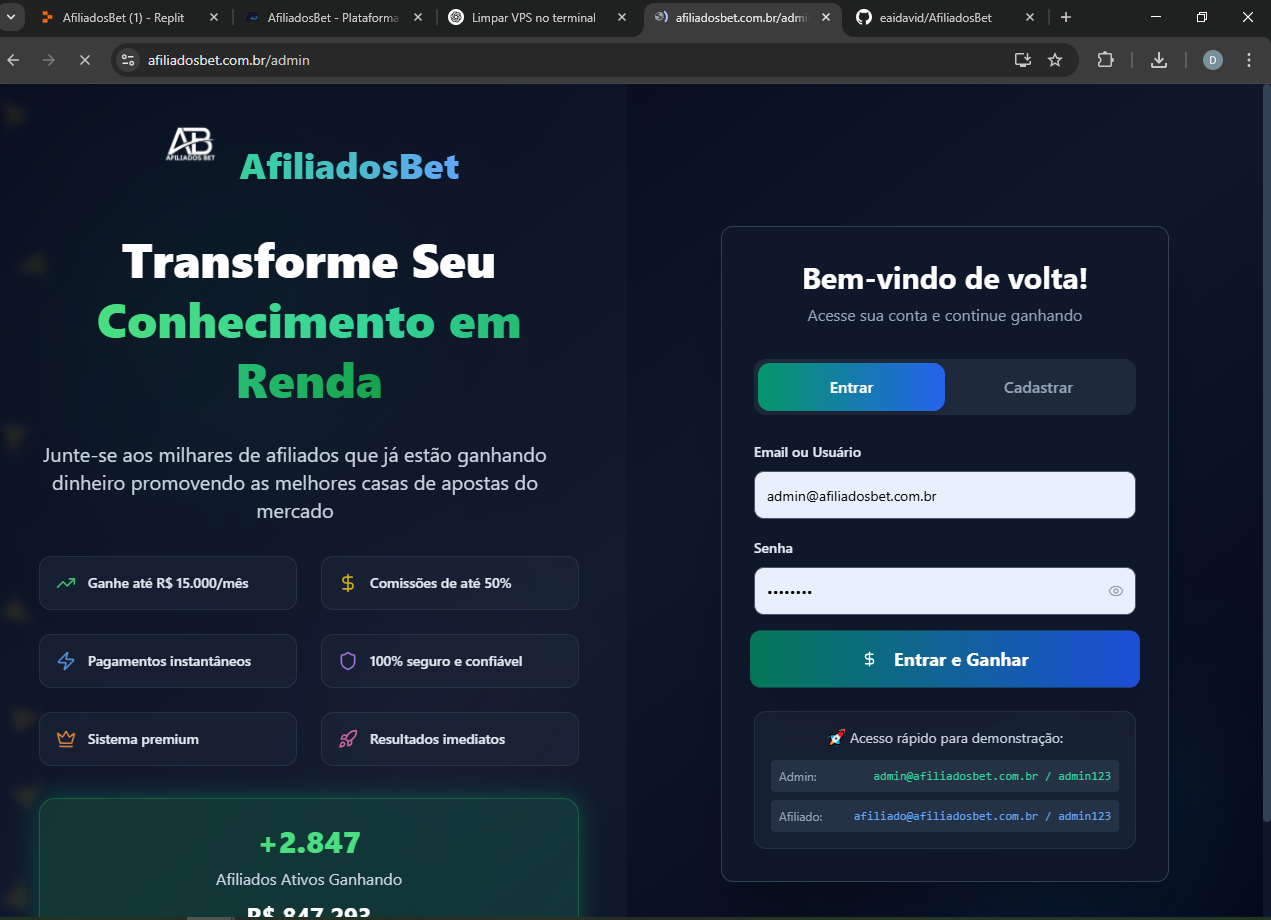 AfiliadosBet (1) - Replit
AfiliadosBet - Plataforma
Limpar VPS no terminal
afiliadosbet.com.br/admi
eaidavid/AfiliadosBet
afiliadosbet.com.br/admin
D
AB
AFILIADOS BET
AfiliadosBet
Transforme Seu
Conhecimento em
Renda
Junte-se aos milhares de afiliados que já estão ganhando
dinheiro promovendo as melhores casas de apostas do
mercado
Ganhe até R$ 15.000/mês
Comissões de até 50%
Pagamentos instantâneos
100% seguro e confiável
Sistema premium
Resultados imediatos
+2.847
Afiliados Ativos Ganhando
R$ 847.293
Bem-vindo de volta!
Acesse sua conta e continue ganhando
Entrar
Cadastrar
Email ou Usuário
admin@afiliadosbet.com.br
Senha
••••••••
$ Entrar e Ganhar
🚀 Acesso rápido para demonstração:
Admin: admin@afiliadosbet.com.br / admin123
Afiliado: afiliado@afiliadosbet.com.br / admin123